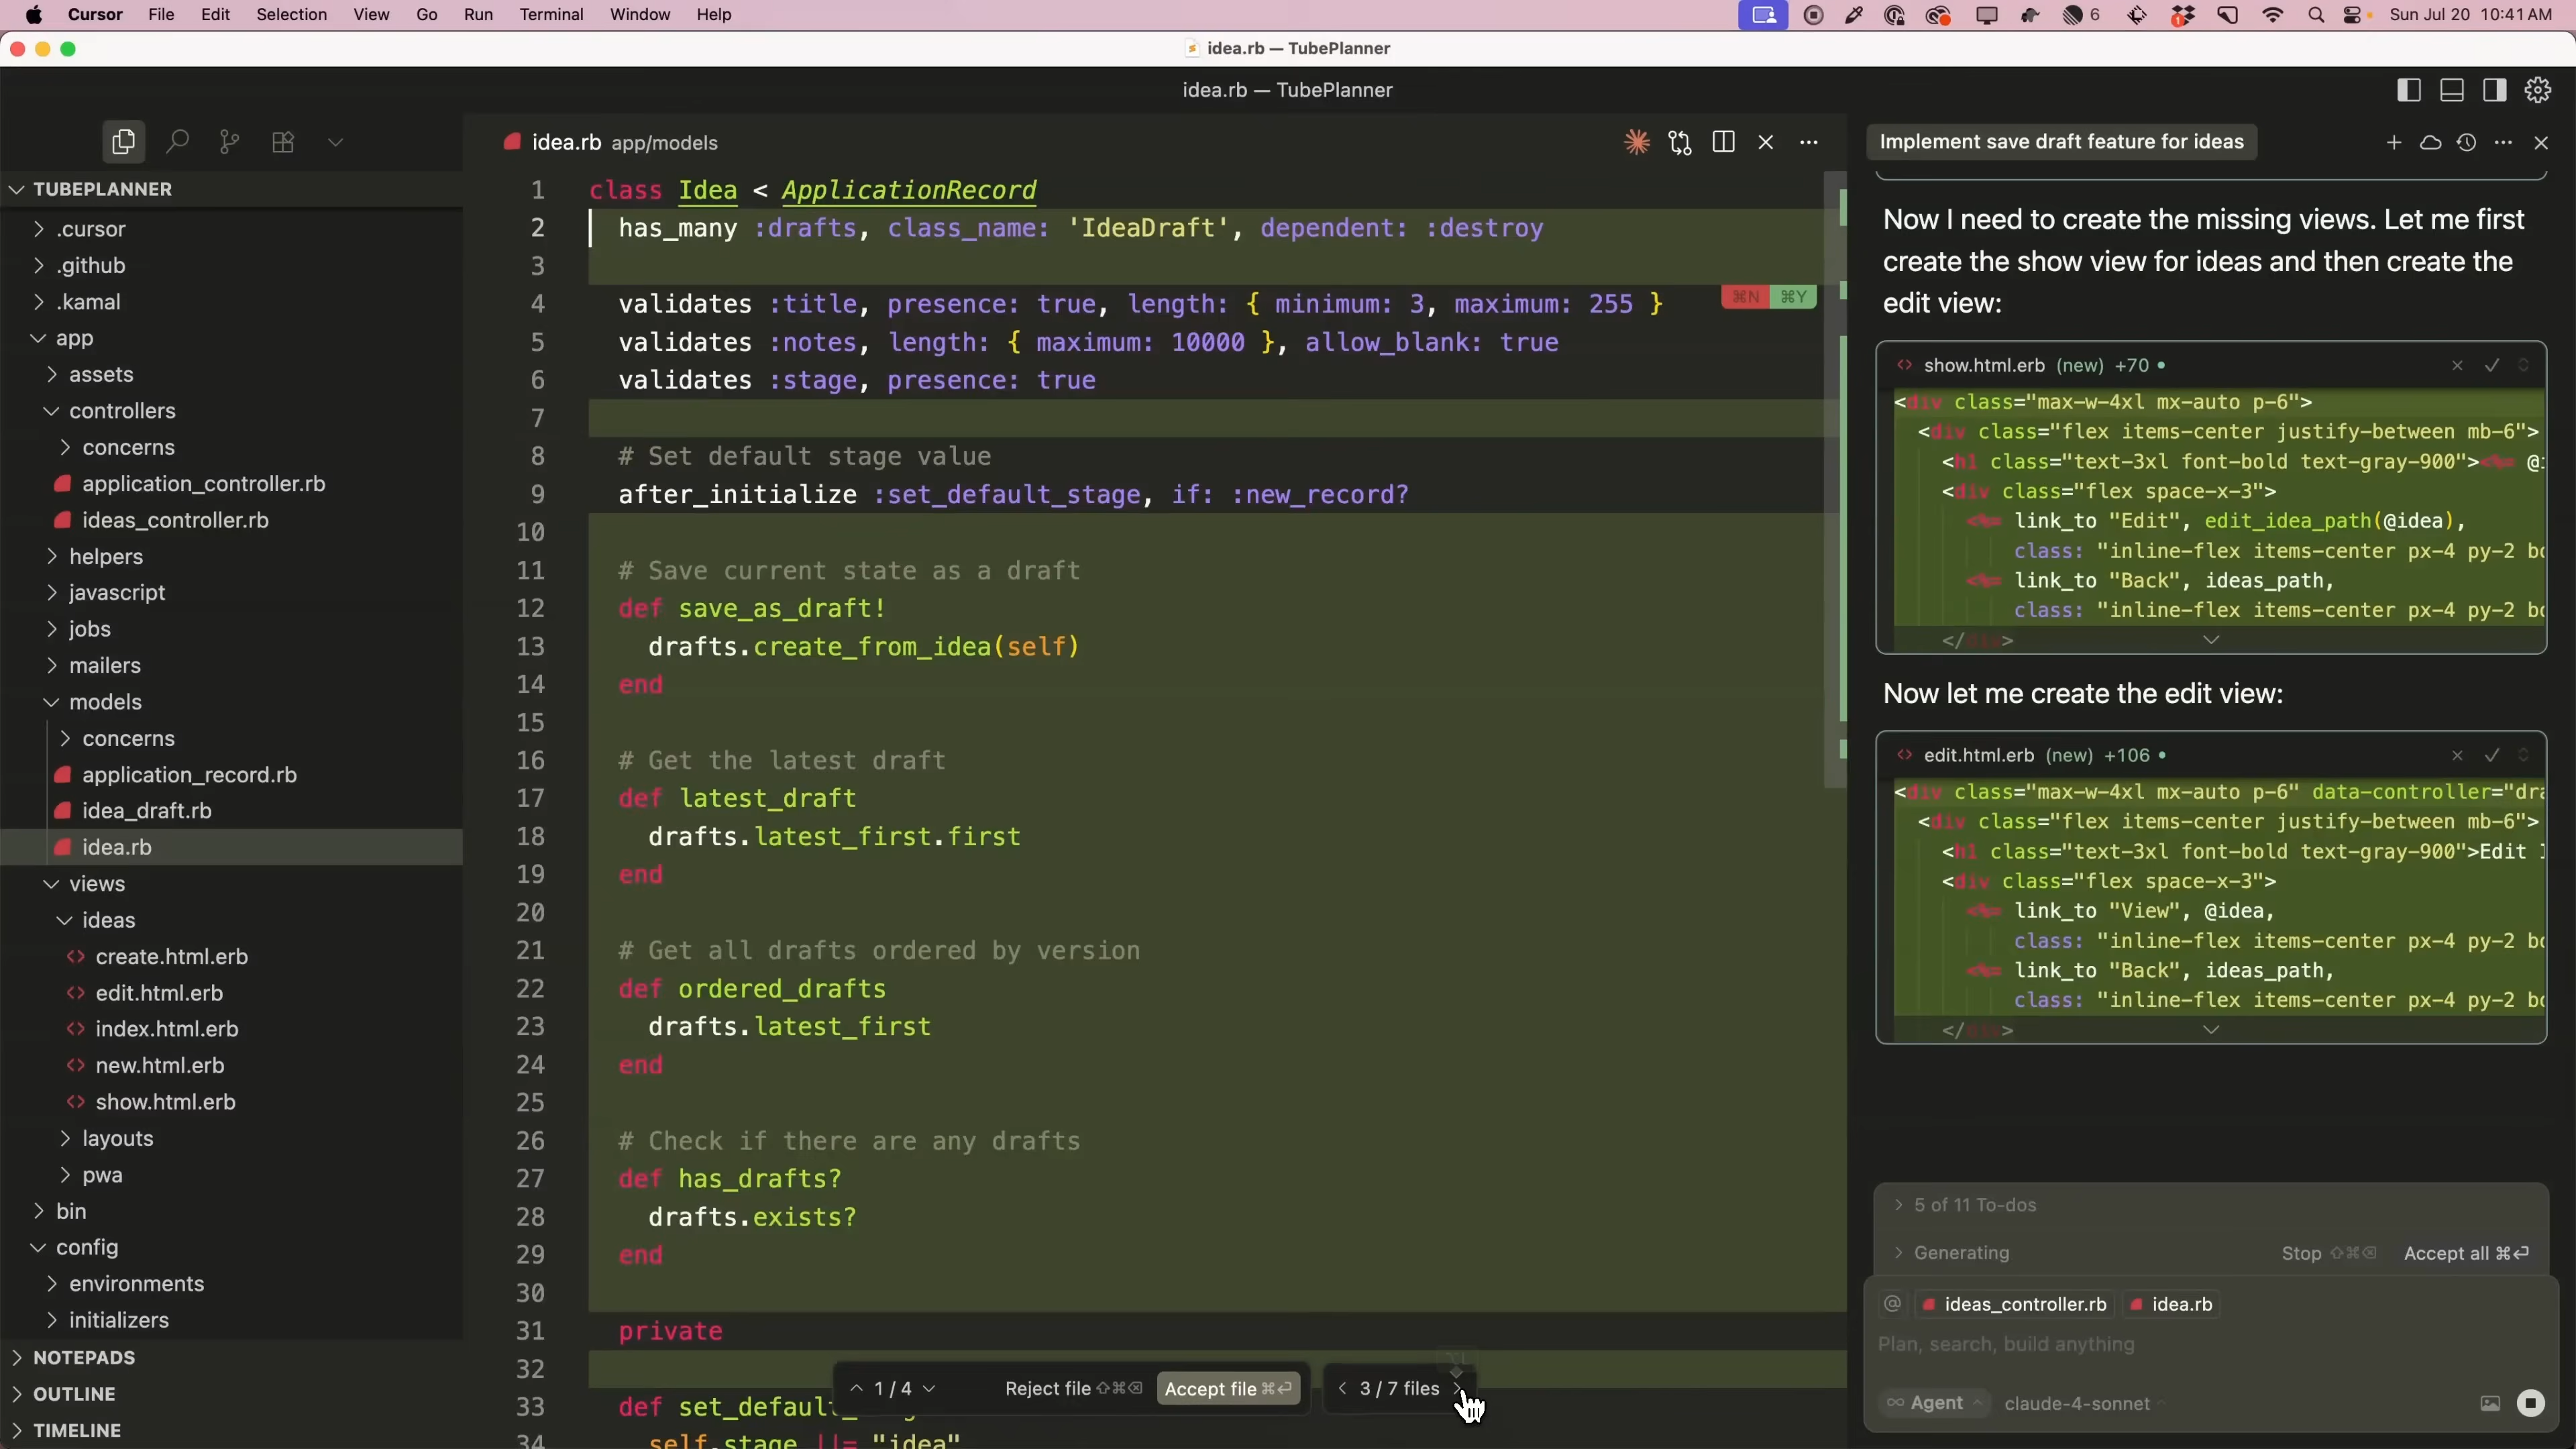 Cursor File Edit Selection View Go Run Terminal Window Help
6
1
Sun Jul 20 10:41 AM
idea.rb — TubePlanner
idea.rb — TubePlanner
TUBEPLANNER
.cursor
.github
.kamal
app
assets
controllers
concerns
application_controller.rb
ideas_controller.rb
helpers
javascript
jobs
mailers
models
concerns
application_record.rb
idea_draft.rb
idea.rb
views
ideas
create.html.erb
edit.html.erb
index.html.erb
new.html.erb
show.html.erb
layouts
pwa
bin
config
environments
initializers
NOTEPADS
OUTLINE
TIMELINE
idea.rb app/models
1 class Idea < ApplicationRecord
2 has_many :drafts, class_name: 'IdeaDraft', dependent: :destroy
3
4 validates :title, presence: true, length: { minimum: 3, maximum: 255 }
⌘N ⌘Y
5 validates :notes, length: { maximum: 10000 }, allow_blank: true
6 validates :stage, presence: true
7
8 # Set default stage value
9 after_initialize :set_default_stage, if: :new_record?
10
11 # Save current state as a draft
12 def save_as_draft!
13 drafts.create_from_idea(self)
14 end
15
16 # Get the latest draft
17 def latest_draft
18 drafts.latest_first.first
19 end
20
21 # Get all drafts ordered by version
22 def ordered_drafts
23 drafts.latest_first
24 end
25
26 # Check if there are any drafts
27 def has_drafts?
28 drafts.exists?
29 end
30
31 private
32
33 def set_defaul
34 self.stage ||= "idea"
1 / 4 Reject file ⇧⌘⌫ Accept file ⌘⏎ 3 / 7 files
Implement save draft feature for ideas
Now I need to create the missing views. Let me first
create the show view for ideas and then create the
edit view:
show.html.erb (new) +70
<div class="max-w-4xl mx-auto p-6">
<div class="flex items-center justify-between mb-6">
<h1 class="text-3xl font-bold text-gray-900"><%= @i
<div class="flex space-x-3">
<%= link_to "Edit", edit_idea_path(@idea),
class: "inline-flex items-center px-4 py-2 bo
<%= link_to "Back", ideas_path,
class: "inline-flex items-center px-4 py-2 bo
</div>
Now let me create the edit view:
edit.html.erb (new) +106
<div class="max-w-4xl mx-auto p-6" data-controller="dra
<div class="flex items-center justify-between mb-6">
<h1 class="text-3xl font-bold text-gray-900">Edit I
<div class="flex space-x-3">
<%= link_to "View", @idea,
class: "inline-flex items-center px-4 py-2 bo
<%= link_to "Back", ideas_path,
class: "inline-flex items-center px-4 py-2 bo
</div>
5 of 11 To-dos
Generating Stop ⇧⌘⌫ Accept all ⌘⏎
@ ideas_controller.rb idea.rb
Plan, search, build anything
∞ Agent claude-4-sonnet